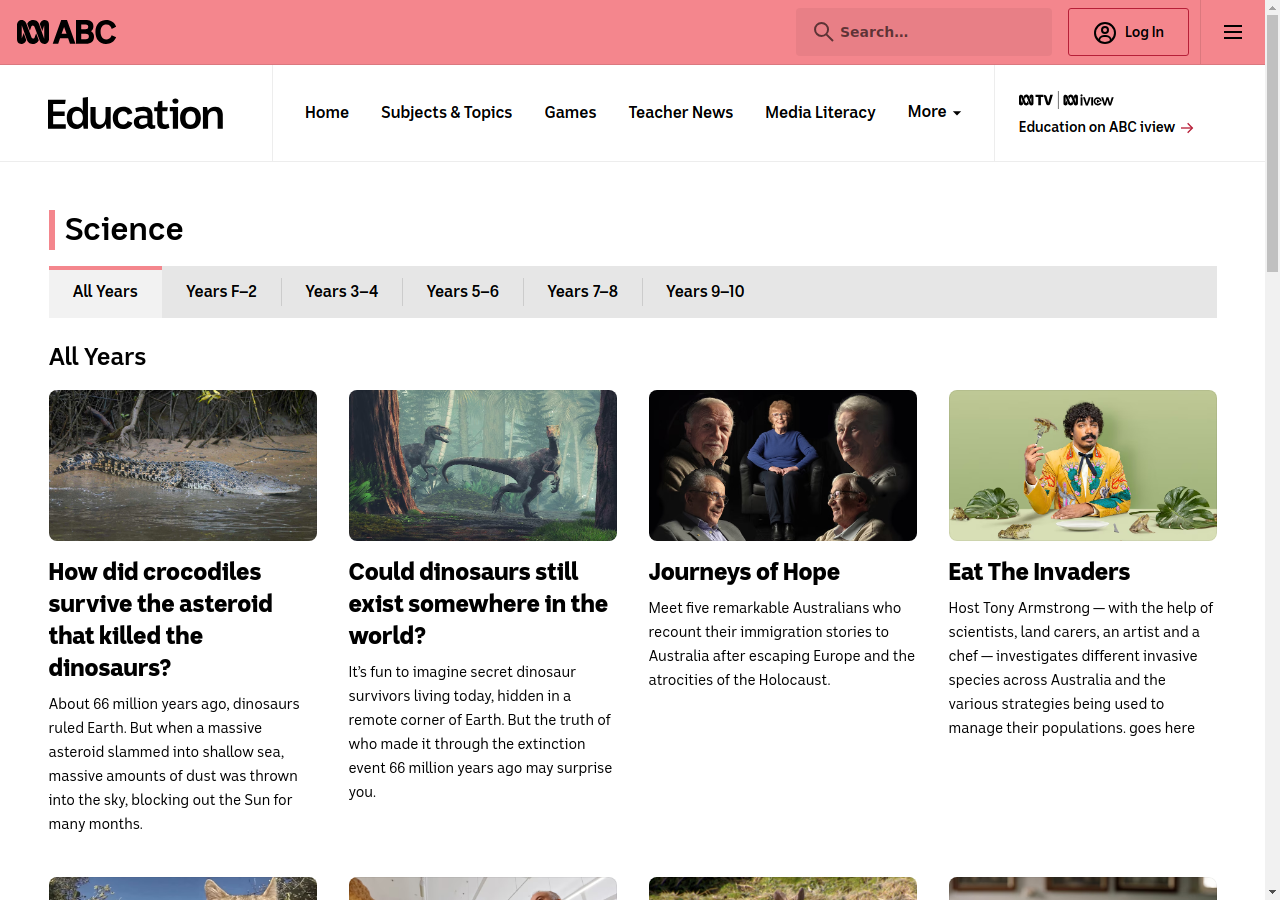 ABC
Search...
Log In
Education
Home
Subjects & Topics
Games
Teacher News
Media Literacy
More
TV
iview
Education on ABC iview
Science
All Years
Years F–2
Years 3–4
Years 5–6
Years 7–8
Years 9–10
All Years
How did crocodiles
survive the asteroid
that killed the
dinosaurs?
About 66 million years ago, dinosaurs
ruled Earth. But when a massive
asteroid slammed into shallow sea,
massive amounts of dust was thrown
into the sky, blocking out the Sun for
many months.
Could dinosaurs still
exist somewhere in the
world?
It’s fun to imagine secret dinosaur
survivors living today, hidden in a
remote corner of Earth. But the truth of
who made it through the extinction
event 66 million years ago may surprise
you.
Journeys of Hope
Meet five remarkable Australians who
recount their immigration stories to
Australia after escaping Europe and the
atrocities of the Holocaust.
Eat The Invaders
Host Tony Armstrong — with the help of
scientists, land carers, an artist and a
chef — investigates different invasive
species across Australia and the
various strategies being used to
manage their populations. goes here